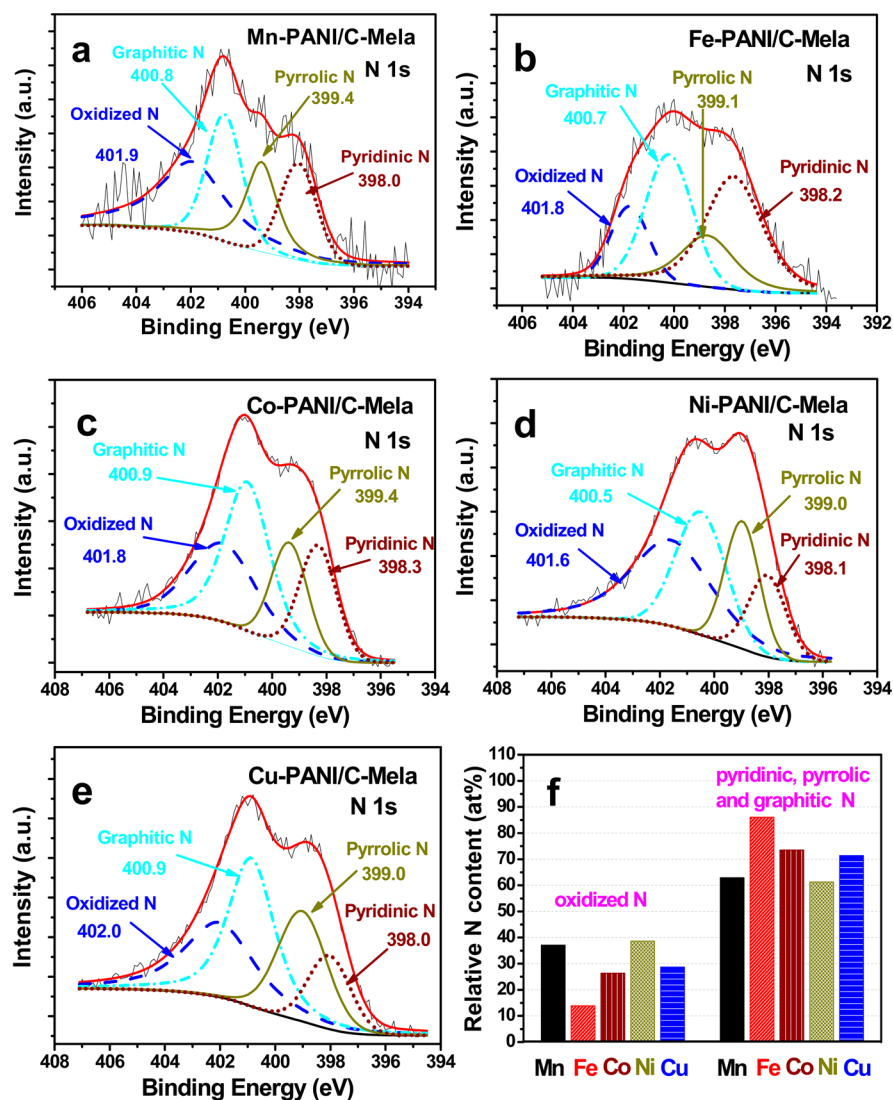 a
Mn-PANI/C-Mela
N 1s
Graphitic N
400.8
Pyrrolic N
399.4
Oxidized N
401.9
Pyridinic N
398.0
Intensity (a.u.)
406 404 402 400 398 396 394
Binding Energy (eV)
b
Fe-PANI/C-Mela
N 1s
Pyrrolic N
399.1
Graphitic N
400.7
Oxidized N
401.8
Pyridinic N
398.2
Intensity (a.u.)
406 404 402 400 398 396 394 392
Binding Energy (eV)
c
Co-PANI/C-Mela
N 1s
Graphitic N
400.9
Pyrrolic N
399.4
Oxidized N
401.8
Pyridinic N
398.3
Intensity (a.u.)
408 406 404 402 400 398 396 394
Binding Energy (eV)
d
Ni-PANI/C-Mela
N 1s
Graphitic N
400.5
Pyrrolic N
399.0
Oxidized N
401.6
Pyridinic N
398.1
Intensity (a.u.)
408 406 404 402 400 398 396 394
Binding Energy (eV)
e
Cu-PANI/C-Mela
N 1s
Graphitic N
400.9
Pyrrolic N
399.0
Oxidized N
402.0
Pyridinic N
398.0
Intensity (a.u.)
408 406 404 402 400 398 396 394
Binding Energy (eV)
f
pyridinic, pyrrolic
and graphitic N
oxidized N
Relative N content (at%)
110
100
90
80
70
60
50
40
30
20
10
0
Mn Fe Co Ni Cu Mn Fe Co Ni Cu